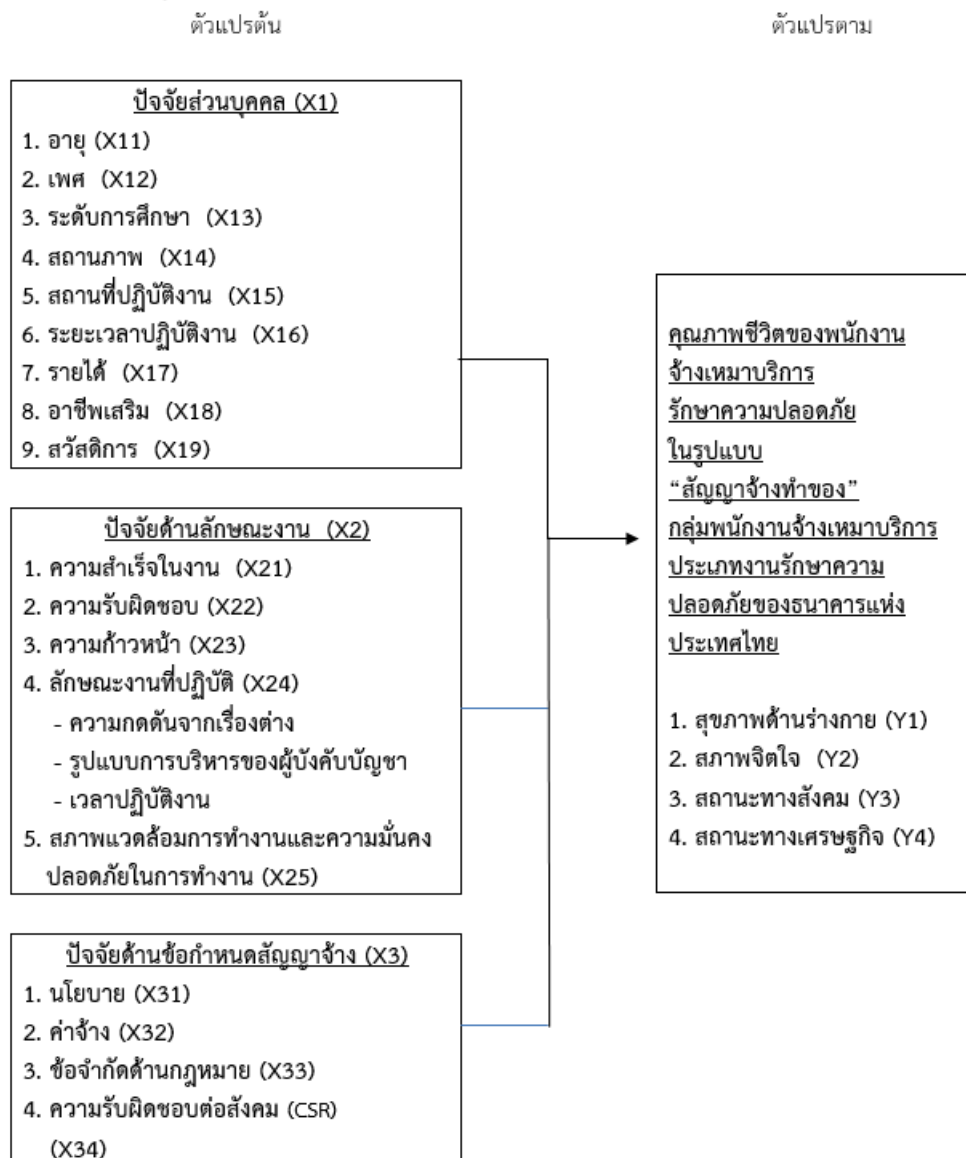 ตัวแปรต้น
ตัวแปรตาม
ปัจจัยส่วนบุคคล (X1)
1. อายุ (X11)
2. เพศ (X12)
3. ระดับการศึกษา (X13)
4. สถานภาพ (X14)
5. สถานที่ปฏิบัติงาน (X15)
6. ระยะเวลาปฏิบัติงาน (X16)
7. รายได้ (X17)
8. อาชีพเสริม (X18)
9. สวัสดิการ (X19)
ปัจจัยด้านลักษณะงาน (X2)
1. ความสำเร็จในงาน (X21)
2. ความรับผิดชอบ (X22)
3. ความก้าวหน้า (X23)
4. ลักษณะงานที่ปฏิบัติ (X24)
- ความกดดันจากเรื่องต่าง
- รูปแบบการบริหารของผู้บังคับบัญชา
- เวลาปฏิบัติงาน
5. สภาพแวดล้อมการทำงานและความมั่นคง
ปลอดภัยในการทำงาน (X25)
ปัจจัยด้านข้อกำหนดสัญญาจ้าง (X3)
1. นโยบาย (X31)
2. ค่าจ้าง (X32)
3. ข้อจำกัดด้านกฎหมาย (X33)
4. ความรับผิดชอบต่อสังคม (CSR)
(X34)
คุณภาพชีวิตของพนักงาน
จ้างเหมาบริการ
รักษาความปลอดภัย
ในรูปแบบ
“สัญญาจ้างทำของ”
กลุ่มพนักงานจ้างเหมาบริการ
ประเภทงานรักษาความ
ปลอดภัยของธนาคารแห่ง
ประเทศไทย
1. สุขภาพด้านร่างกาย (Y1)
2. สภาพจิตใจ (Y2)
3. สถานะทางสังคม (Y3)
4. สถานะทางเศรษฐกิจ (Y4)